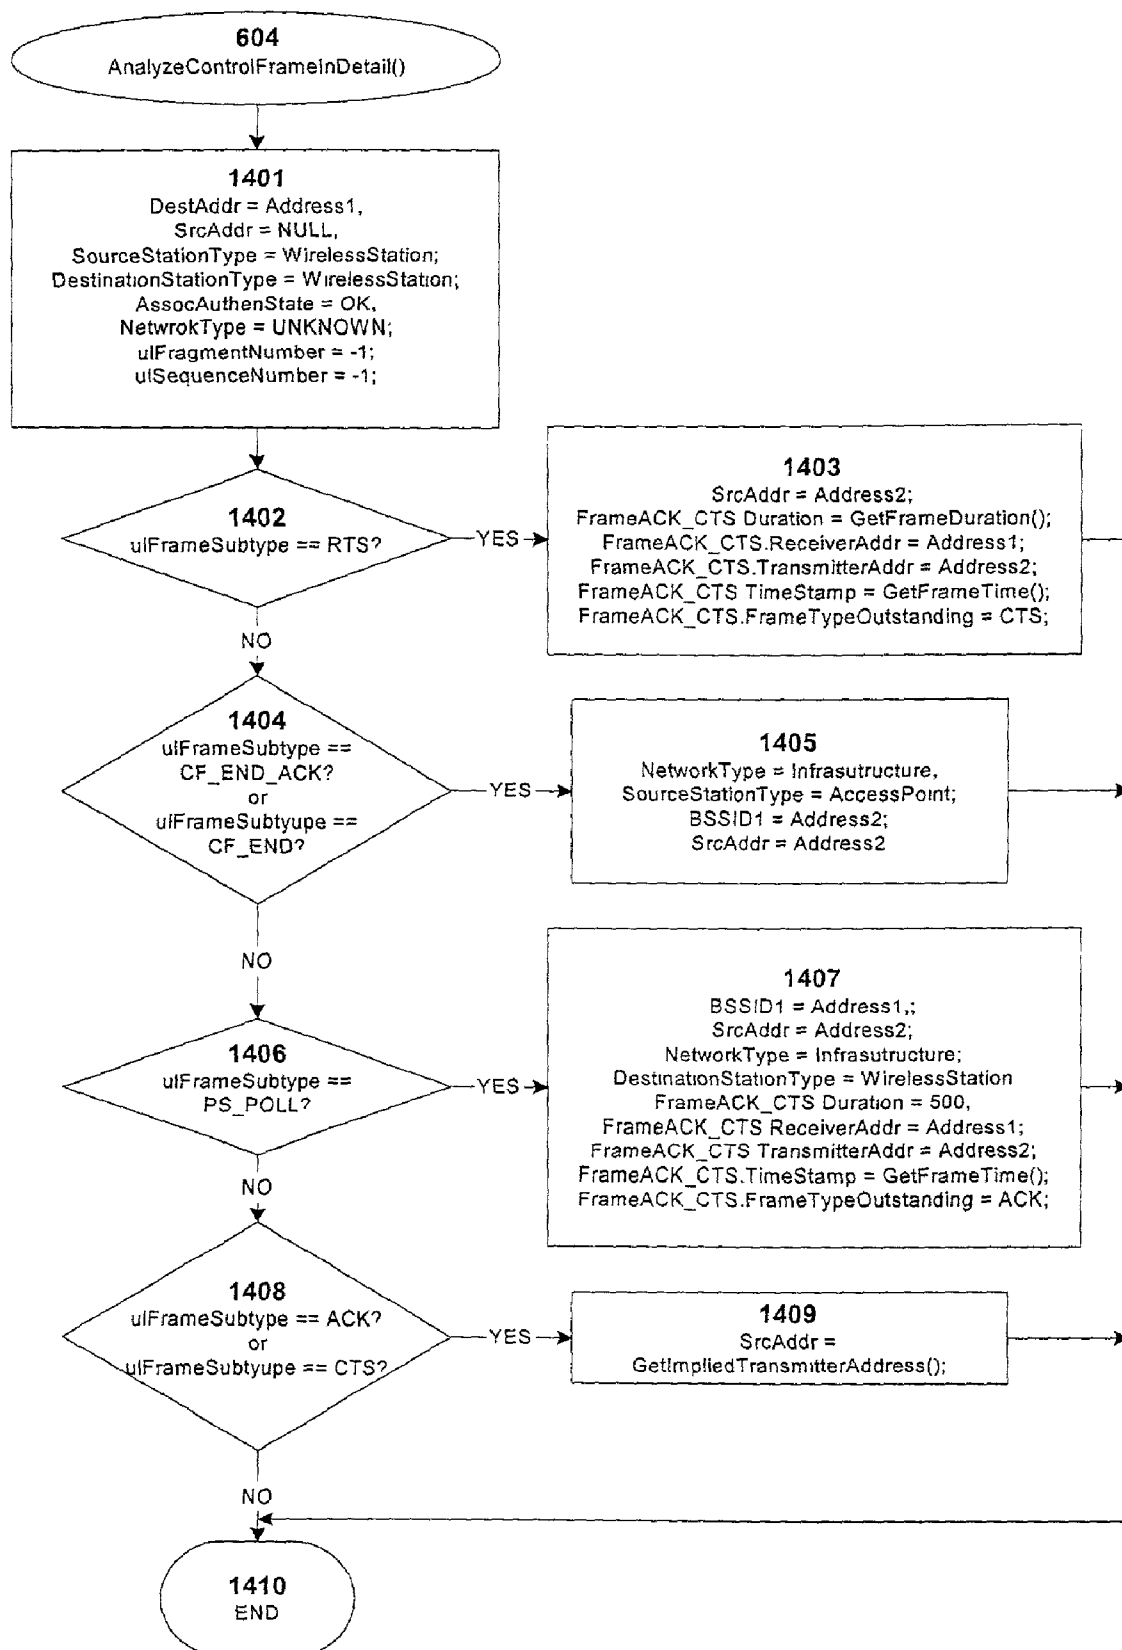 604
AnalyzeControlFrameInDetail()
1401
DestAddr = Address1,
SrcAddr = NULL,
SourceStationType = WirelessStation;
DestinationStationType = WirelessStation;
AssocAuthenState = OK,
NetwrokType = UNKNOWN;
ulFragmentNumber = -1;
ulSequenceNumber = -1;
1402
ulFrameSubtype == RTS?
YES
1403
SrcAddr = Address2;
FrameACK_CTS Duration = GetFrameDuration();
FrameACK_CTS.ReceiverAddr = Address1;
FrameACK_CTS.TransmitterAddr = Address2;
FrameACK_CTS TimeStamp = GetFrameTime();
FrameACK_CTS.FrameTypeOutstanding = CTS;
NO
1404
ulFrameSubtype ==
CF_END_ACK?
or
ulFrameSubtyupe ==
CF_END?
YES
1405
NetworkType = Infrasutructure,
SourceStationType = AccessPoint;
BSSID1 = Address2;
SrcAddr = Address2
NO
1406
ulFrameSubtype ==
PS_POLL?
YES
1407
BSSID1 = Address1,;
SrcAddr = Address2;
NetworkType = Infrasutructure;
DestinationStationType = WirelessStation
FrameACK_CTS Duration = 500,
FrameACK_CTS ReceiverAddr = Address1;
FrameACK_CTS TransmitterAddr = Address2;
FrameACK_CTS.TimeStamp = GetFrameTime();
FrameACK_CTS.FrameTypeOutstanding = ACK;
NO
1408
ulFrameSubtype == ACK?
or
ulFrameSubtyupe == CTS?
YES
1409
SrcAddr =
GetImpliedTransmitterAddress();
NO
1410
END